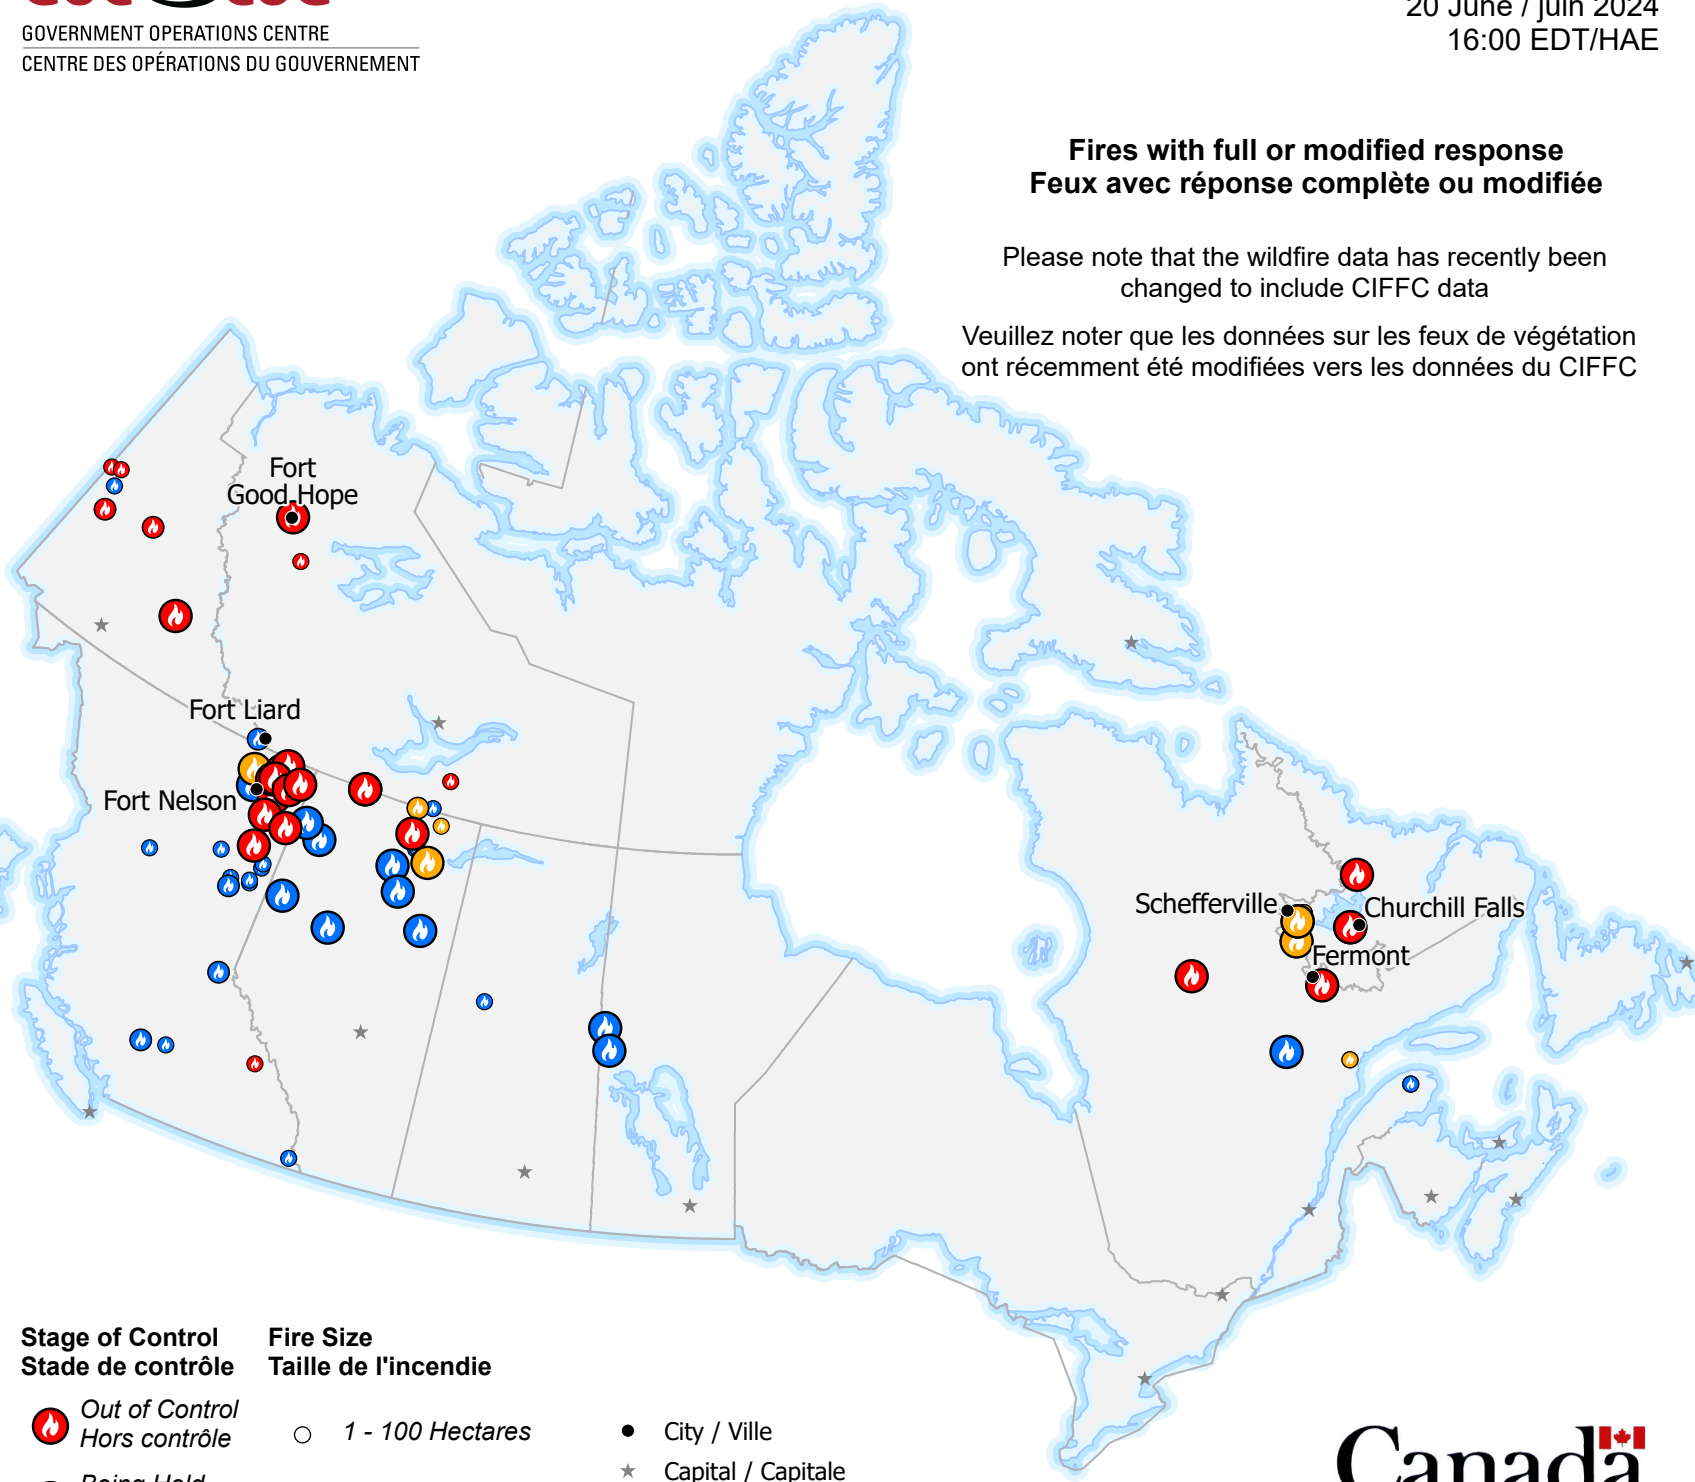 GOVERNMENT OPERATIONS CENTRE
CENTRE DES OPÉRATIONS DU GOUVERNEMENT
20 June / juin 2024
16:00 EDT/HAE
Fires with full or modified response
Feux avec réponse complète ou modifiée
Please note that the wildfire data has recently been
changed to include CIFFC data
Veuillez noter que les données sur les feux de végétation
ont récemment été modifiées vers les données du CIFFC
Fort
Good Hope
Fort Liard
Fort Nelson
Schefferville
Churchill Falls
Fermont
Stage of Control
Stade de contrôle
Out of Control
Hors contrôle
Being Held
Fire Size
Taille de l'incendie
1 - 100 Hectares
City / Ville
Capital / Capitale
Canada